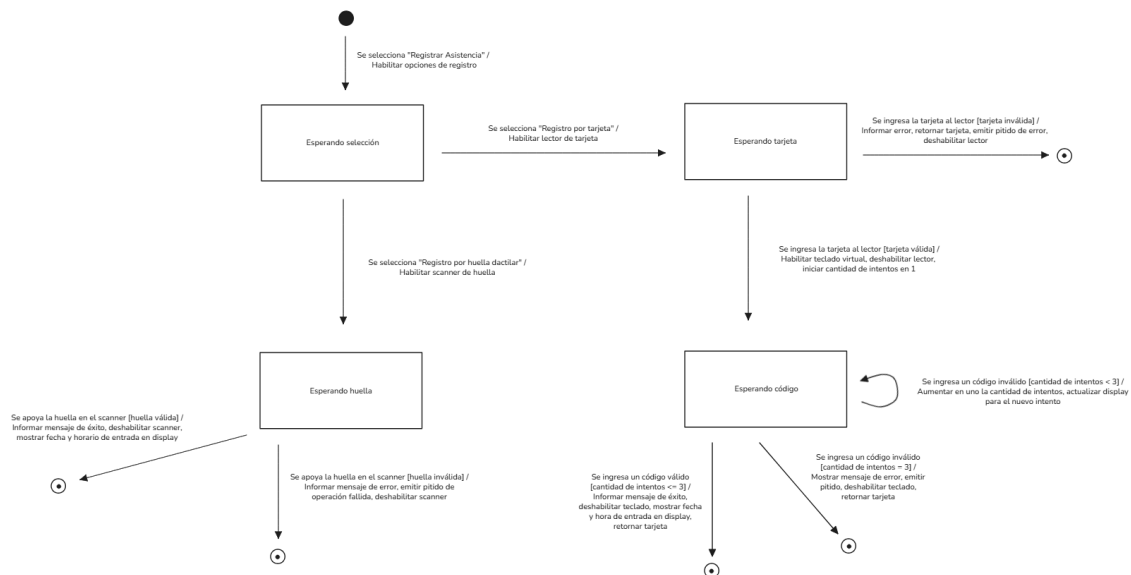 Se selecciona "Registrar Asistencia" /
Habilitar opciones de registro
Esperando selección
Se selecciona "Registro por tarjeta" /
Habilitar lector de tarjeta
Esperando tarjeta
Se ingresa la tarjeta al lector [tarjeta inválida] /
Informar error, retornar tarjeta, emitir pitido de error,
deshabilitar lector
Se selecciona "Registro por huella dactilar" /
Habilitar scanner de huella
Se ingresa la tarjeta al lector [tarjeta válida] /
Habilitar teclado virtual, deshabilitar lector,
iniciar cantidad de intentos en 1
Esperando huella
Esperando código
Se ingresa un código inválido [cantidad de intentos < 3] /
Aumentar en uno la cantidad de intentos, actualizar display
para el nuevo intento
Se apoya la huella en el scanner [huella válida] /
Informar mensaje de éxito, deshabilitar scanner,
mostrar fecha y horario de entrada en display
Se apoya la huella en el scanner [huella inválida] /
Informar mensaje de error, emitir pitido de
operación fallida, deshabilitar scanner
Se ingresa un código válido
[cantidad de intentos <= 3] /
Informar mensaje de éxito,
deshabilitar teclado, mostrar fecha
y hora de entrada en display,
retornar tarjeta
Se ingresa un código inválido
[cantidad de intentos = 3] /
Mostrar mensaje de error, emitir
pitido, deshabilitar teclado,
retornar tarjeta